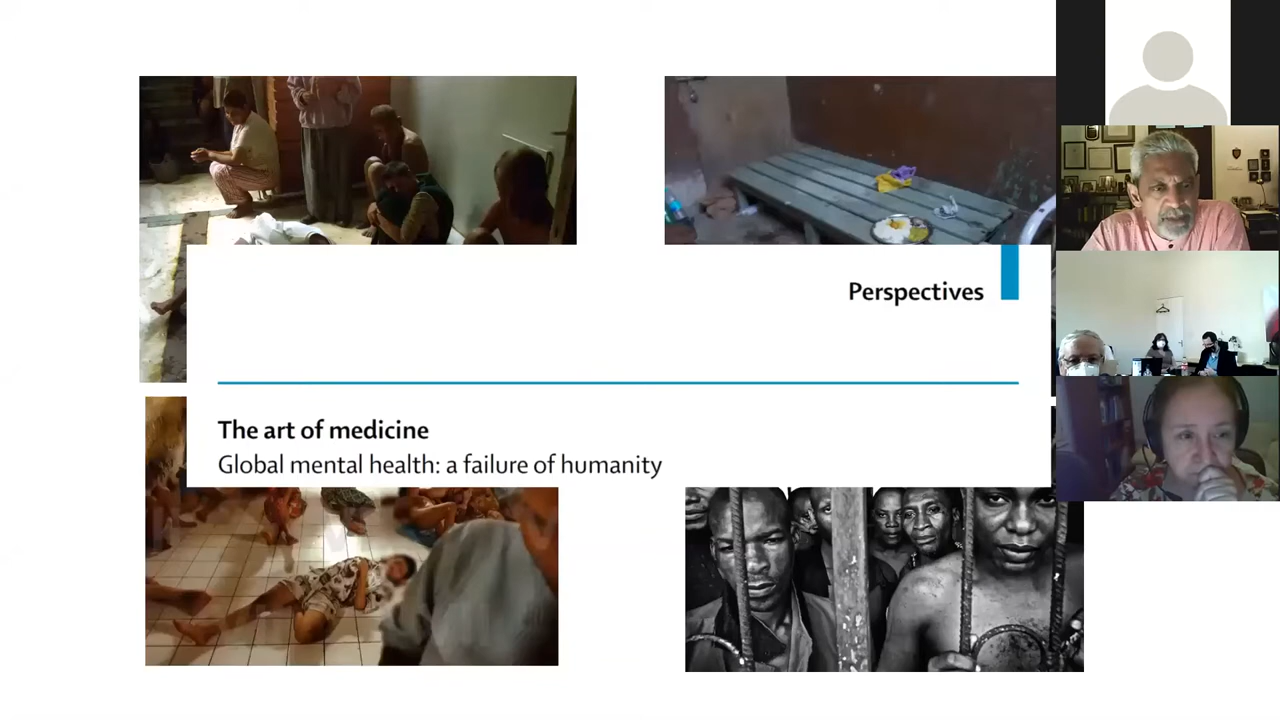 Perspectives
The art of medicine
Global mental health: a failure of humanity